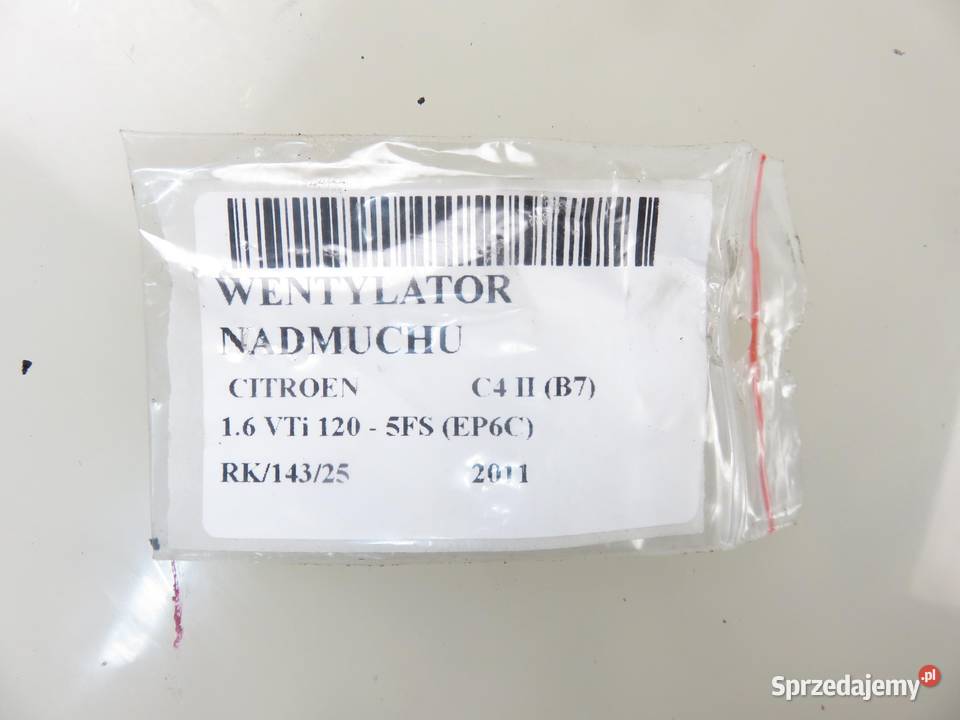 WENTYLATOR
NADMUCHU
CITROEN C4 II (B7)
1.6 VTi 120 - 5FS (EP6C)
RK/143/25 2011
Sprzedajemy.pl